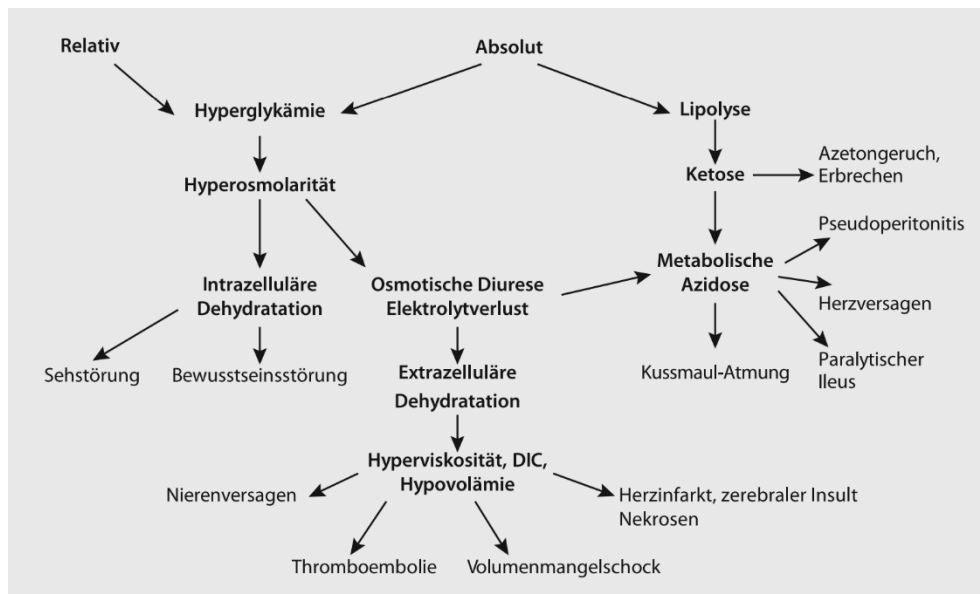 Relativ
Absolut
Hyperglykämie
Lipolyse
Azetongeruch,
Erbrechen
Hyperosmolarität
Ketose
Pseudoperitonitis
Intrazelluläre
Dehydratation
Osmotische Diurese
Elektrolytverlust
Metabolische
Azidose
Herzversagen
Sehstörung
Bewusstseinsstörung
Extrazelluläre
Dehydratation
Kussmaul-Atmung
Paralytischer
Ileus
Hyperviskosität, DIC,
Hypovolämie
Nierenversagen
Herzinfarkt, zerebraler Insult
Nekrosen
Thromboembolie
Volumenmangelschock